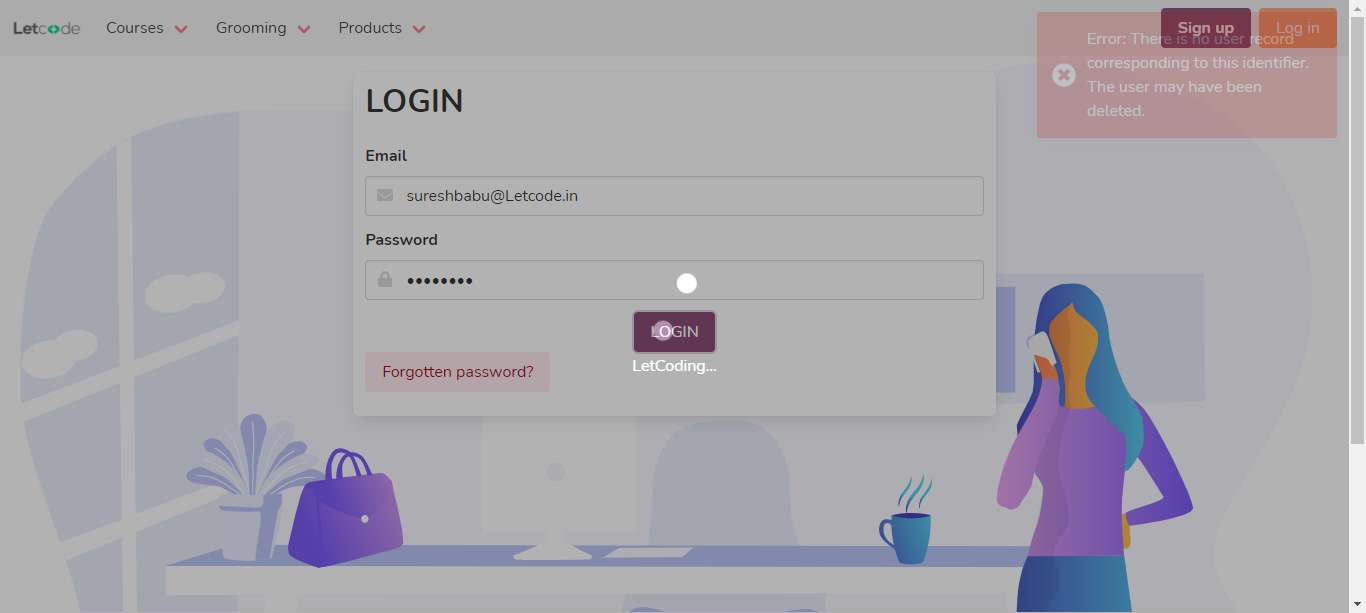 Letcode Courses Grooming Products Sign up Log in
Error: There is no user record
corresponding to this identifier.
The user may have been
deleted.
LOGIN
Email
sureshbabu@Letcode.in
Password
••••••••
LOGIN
LetCoding...
Forgotten password?